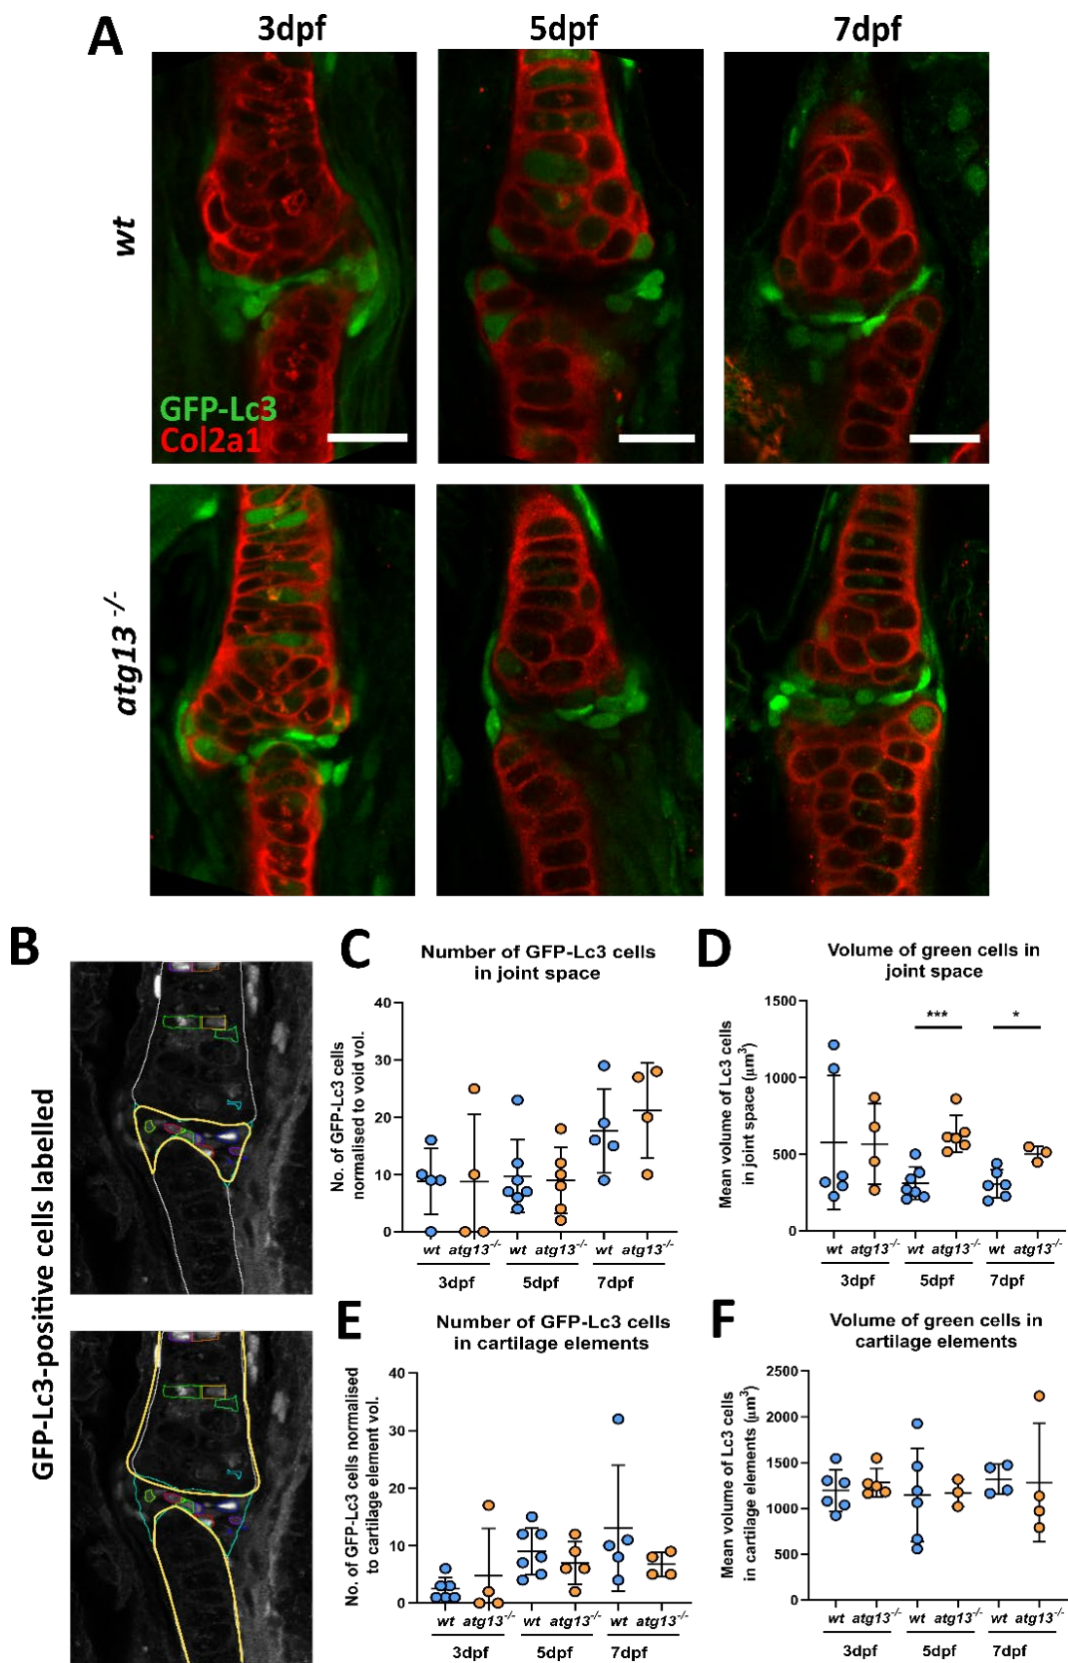 A
3dpf
5dpf
7dpf
wt
GFP-Lc3
Col2a1
atg13 -/-
B
GFP-Lc3-positive cells labelled
C
Number of GFP-Lc3 cells
in joint space
No. of GFP-Lc3 cells
normalised to void vol.
40
30
20
10
0
wt atg13-/- wt atg13-/- wt atg13-/-
3dpf 5dpf 7dpf
D
Volume of green cells in
joint space
Mean volume of Lc3 cells
in joint space (µm3)
1500
1000
500
0
*** *
wt atg13-/- wt atg13-/- wt atg13-/-
3dpf 5dpf 7dpf
E
Number of GFP-Lc3 cells
in cartilage elements
No. of GFP-Lc3 cells normalised
to cartilage element vol.
40
30
20
10
0
wt atg13-/- wt atg13-/- wt atg13-/-
3dpf 5dpf 7dpf
F
Volume of green cells in
cartilage elements
Mean volume of Lc3 cells
in cartilage elements (µm3)
2500
2000
1500
1000
500
0
wt atg13-/- wt atg13-/- wt atg13-/-
3dpf 5dpf 7dpf